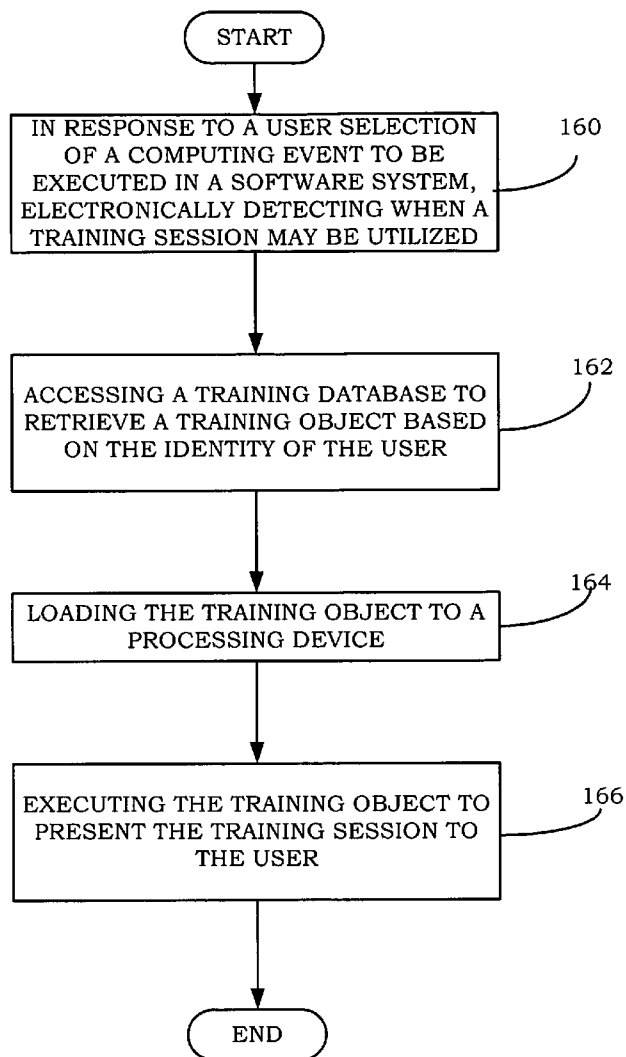 START
IN RESPONSE TO A USER SELECTION
OF A COMPUTING EVENT TO BE
EXECUTED IN A SOFTWARE SYSTEM,
ELECTRONICALLY DETECTING WHEN A
TRAINING SESSION MAY BE UTILIZED
160
ACCESSING A TRAINING DATABASE TO
RETRIEVE A TRAINING OBJECT BASED
ON THE IDENTITY OF THE USER
162
LOADING THE TRAINING OBJECT TO A
PROCESSING DEVICE
164
EXECUTING THE TRAINING OBJECT TO
PRESENT THE TRAINING SESSION TO
THE USER
166
END